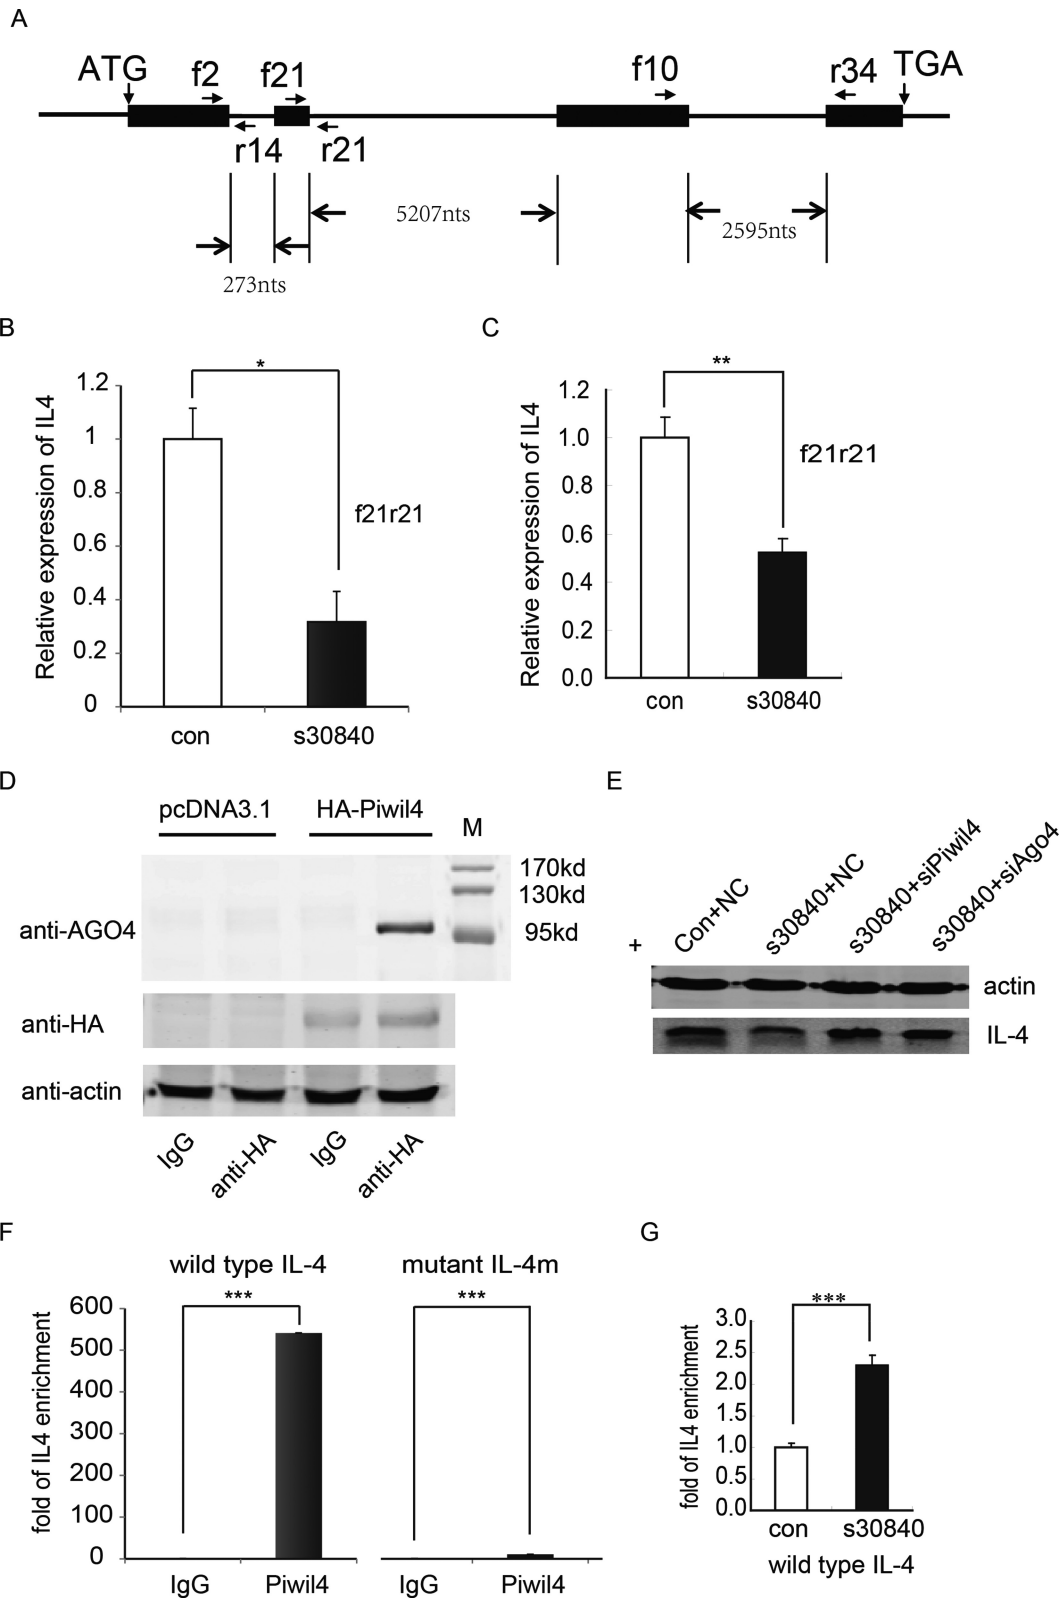 A
ATG f2 f21 f10 r34 TGA
r14 r21
5207nts
2595nts
273nts
B
Relative expression of IL4
1.2
1
0.8
0.6
0.4
0.2
0
*
f21r21
con s30840
C
Relative expression of IL4
1.2
1.0
0.8
0.6
0.4
0.2
0.0
**
f21r21
con s30840
D
pcDNA3.1 HA-Piwil4 M
170kd
130kd
95kd
anti-AGO4
anti-HA
anti-actin
IgG anti-HA IgG anti-HA
E
+ Con+NC s30840+NC s30840+siPiwil4 s30840+siAgo4
actin
IL-4
F
wild type IL-4 mutant IL-4m
fold of IL4 enrichment
600
500
400
300
200
100
0
*** ***
IgG Piwil4 IgG Piwil4
G
fold of IL4 enrichment
3.0
2.5
2.0
1.5
1.0
0.5
0.0
***
con s30840
wild type IL-4